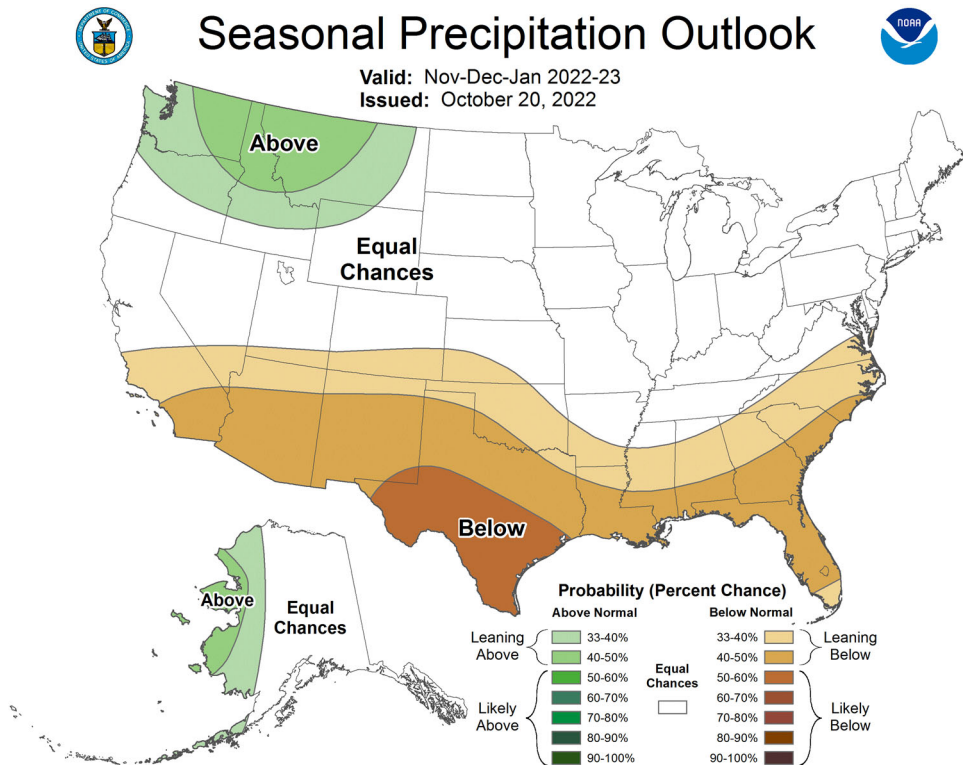 Seasonal Precipitation Outlook
NOAA
Valid: Nov-Dec-Jan 2022-23
Issued: October 20, 2022
Above
Equal
Chances
Below
Above
Equal
Chances
Probability (Percent Chance)
Above Normal
Below Normal
Leaning
Above
33-40%
40-50%
Likely
Above
50-60%
60-70%
70-80%
80-90%
90-100%
Equal
Chances
33-40%
40-50%
Leaning
Below
50-60%
60-70%
70-80%
80-90%
90-100%
Likely
Below